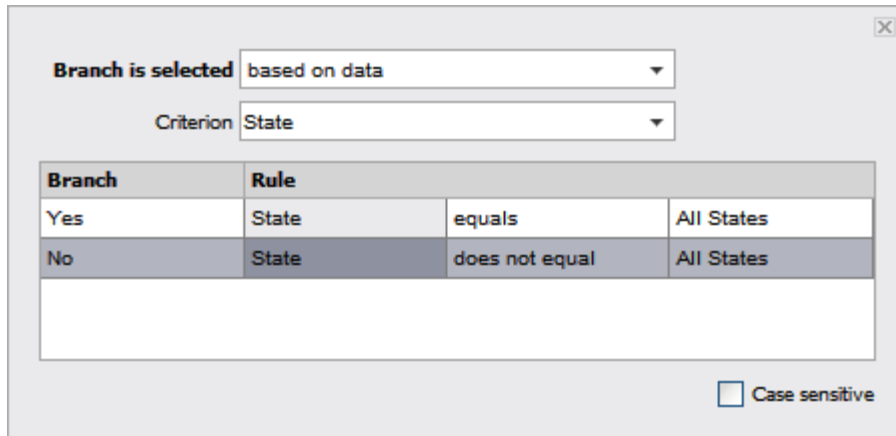 Branch is selected based on data
Criterion State
Branch Rule
Yes State equals All States
No State does not equal All States
Case sensitive